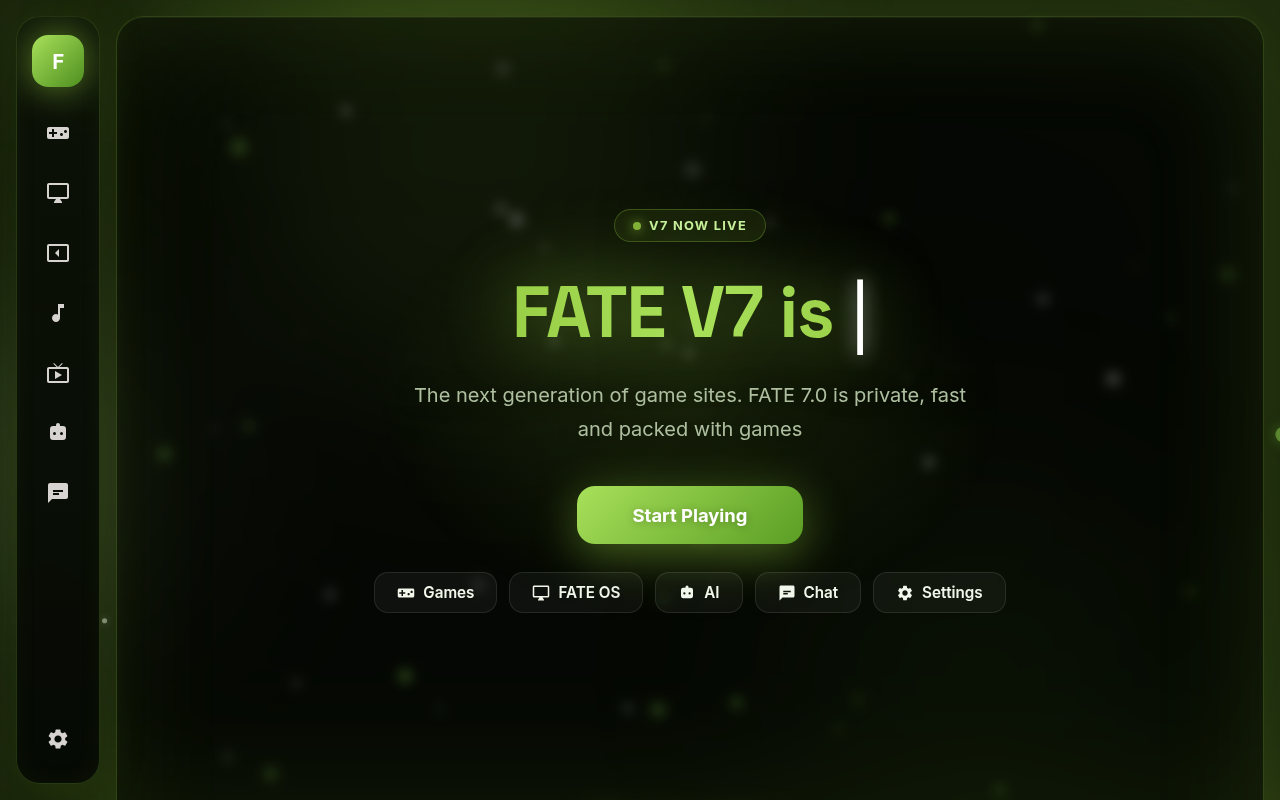 F
V7 NOW LIVE
FATE V7 is
The next generation of game sites. FATE 7.0 is private, fast
and packed with games
Start Playing
Games
FATE OS
AI
Chat
Settings